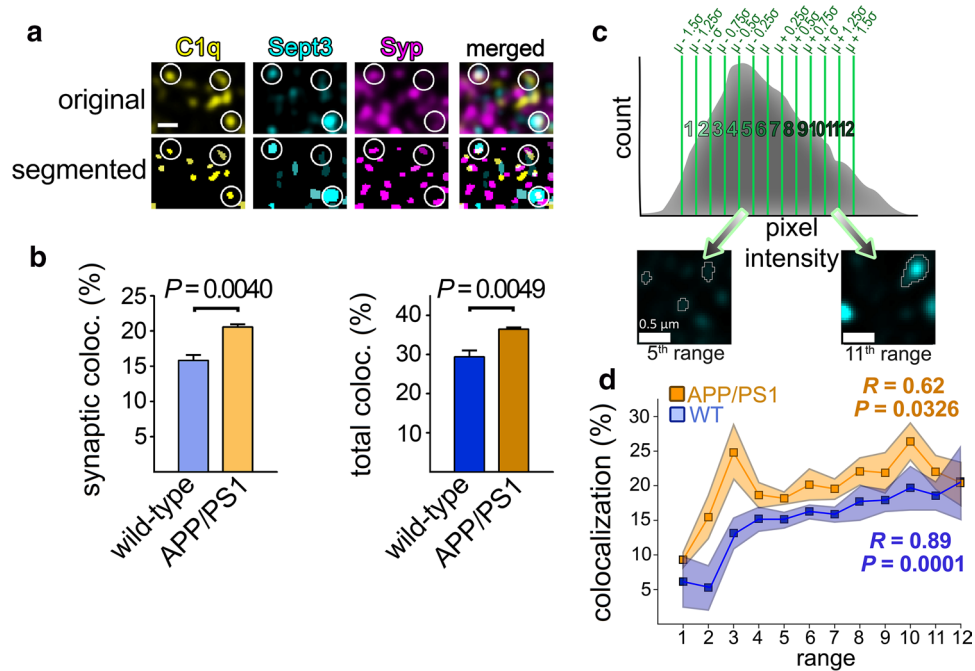 a
C1q Sept3 Syp merged
original
segmented
b
synaptic coloc. (%)
P = 0.0040
25
20
15
10
5
wild-type
APP/PS1
total coloc. (%)
P = 0.0049
40
30
20
10
wild-type
APP/PS1
c
μ - 1.5σ
μ - 1.25σ
μ - σ
μ - 0.75σ
μ - 0.5σ
μ - 0.25σ
μ
μ + 0.25σ
μ + 0.5σ
μ + 0.75σ
μ + σ
μ + 1.25σ
μ + 1.5σ
count
1 2 3 4 5 6 7 8 9 10 11 12
pixel
intensity
0.5 μm
5th range
11th range
d
APP/PS1
WT
R = 0.62
P = 0.0326
R = 0.89
P = 0.0001
colocalization (%)
30
25
20
15
10
5
1 2 3 4 5 6 7 8 9 10 11 12
range